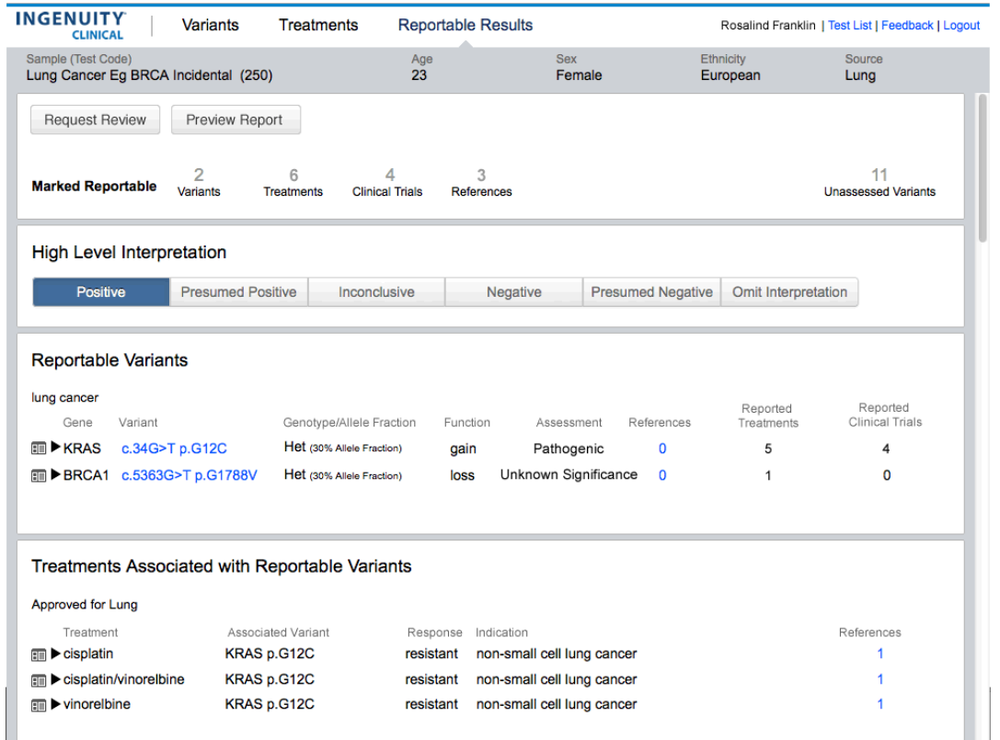 INGENUITY
CLINICAL
Variants Treatments Reportable Results
Rosalind Franklin | Test List | Feedback | Logout
Sample (Test Code) Age Sex Ethnicity Source
Lung Cancer Eg BRCA Incidental (250) 23 Female European Lung
Request Review Preview Report
2 6 4 3 11
Marked Reportable Variants Treatments Clinical Trials References Unassessed Variants
High Level Interpretation
Positive Presumed Positive Inconclusive Negative Presumed Negative Omit Interpretation
Reportable Variants
lung cancer
Gene Variant Genotype/Allele Fraction Function Assessment References Reported Treatments Reported Clinical Trials
KRAS c.34G>T p.G12C Het (30% Allele Fraction) gain Pathogenic 0 5 4
BRCA1 c.5363G>T p.G1788V Het (30% Allele Fraction) loss Unknown Significance 0 1 0
Treatments Associated with Reportable Variants
Approved for Lung
Treatment Associated Variant Response Indication References
cisplatin KRAS p.G12C resistant non-small cell lung cancer 1
cisplatin/vinorelbine KRAS p.G12C resistant non-small cell lung cancer 1
vinorelbine KRAS p.G12C resistant non-small cell lung cancer 1